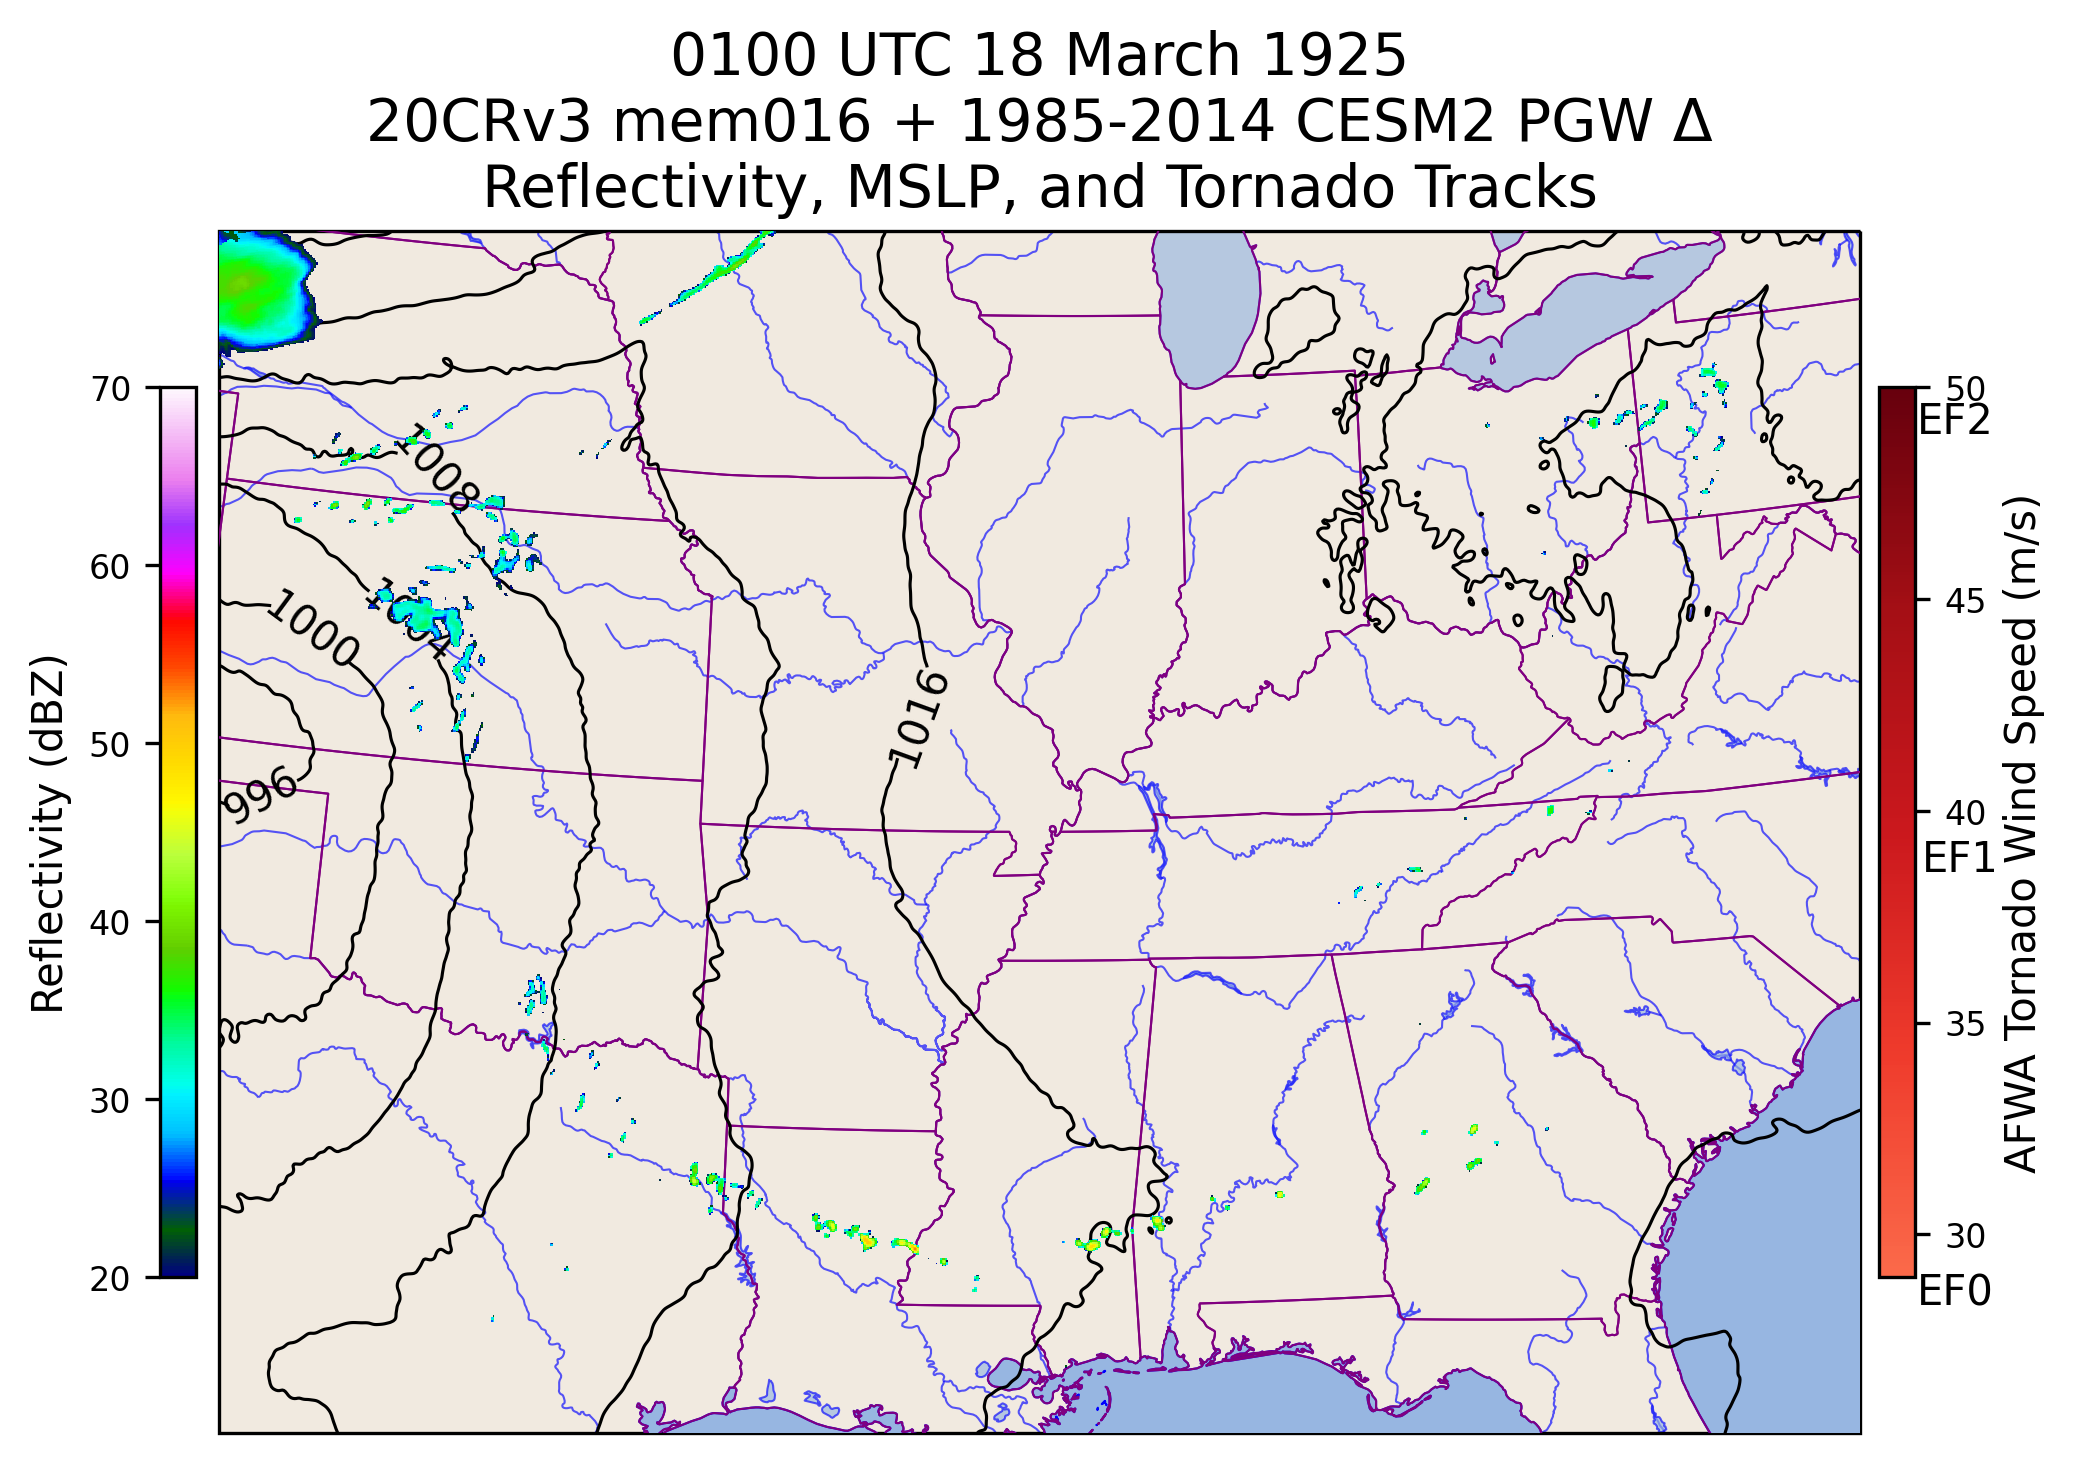 0100 UTC 18 March 1925
20CRv3 mem016 + 1985-2014 CESM2 PGW Δ
Reflectivity, MSLP, and Tornado Tracks
70
60
50
40
30
20
Reflectivity (dBZ)
1008
1004
1000
996
1016
50
EF2
45
40
EF1
35
30
EF0
AFWA Tornado Wind Speed (m/s)